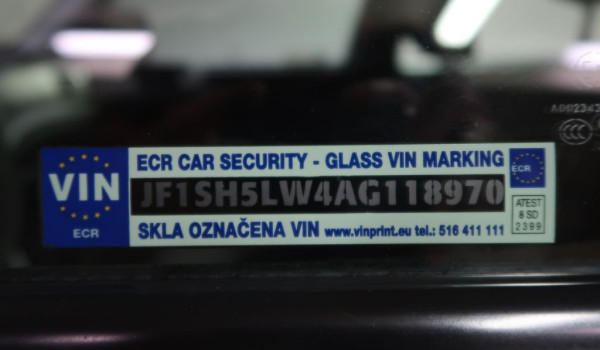 VIN
ECR
ECR CAR SECURITY - GLASS VIN MARKING
JF1SH5LW4AG118970
SKLA OZNAČENA VIN www.vinprint.eu tel.: 516 411 111
ECR
ATEST
8 SD
2399
CCC